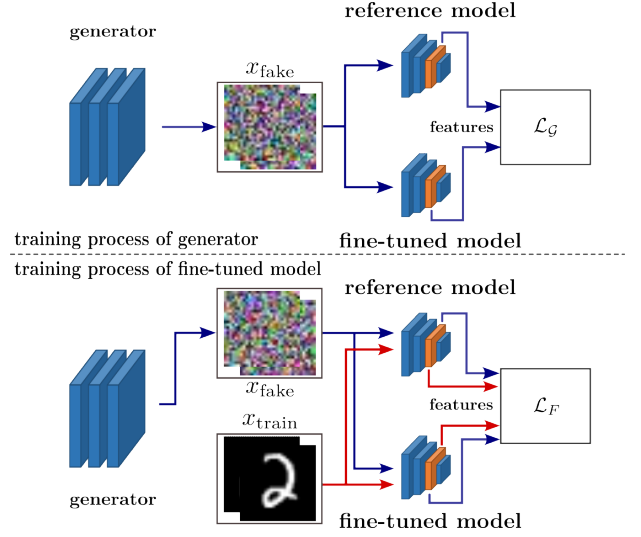 reference model
generator
x_fake
features
ℒ_𝒢
training process of generator
fine-tuned model
training process of fine-tuned model
reference model
x_fake
features
ℒ_F
x_train
generator
fine-tuned model